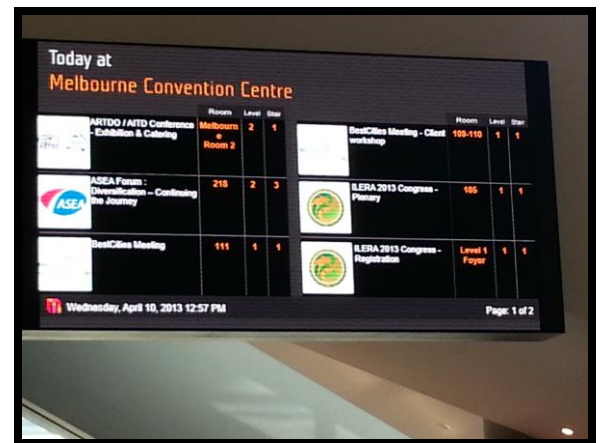 Today at
Melbourne Convention Centre
Room Level Stair
ARTDO / AITD Conference Melbourn 2 1
- Exhibition & Catering e
Room 2
ASEA Forum : 218 2 3
Diversification – Continuing
the Journey
ASEA
BestCities Meeting 111 1 1
Room Level Stair
BestCities Meeting - Client 109-110 1 1
workshop
ILERA 2013 Congress - 105 1 1
Plenary
ILERA 2013 Congress - Level 1 1 1
Registration Foyer
Wednesday, April 10, 2013 12:57 PM
Page: 1 of 2